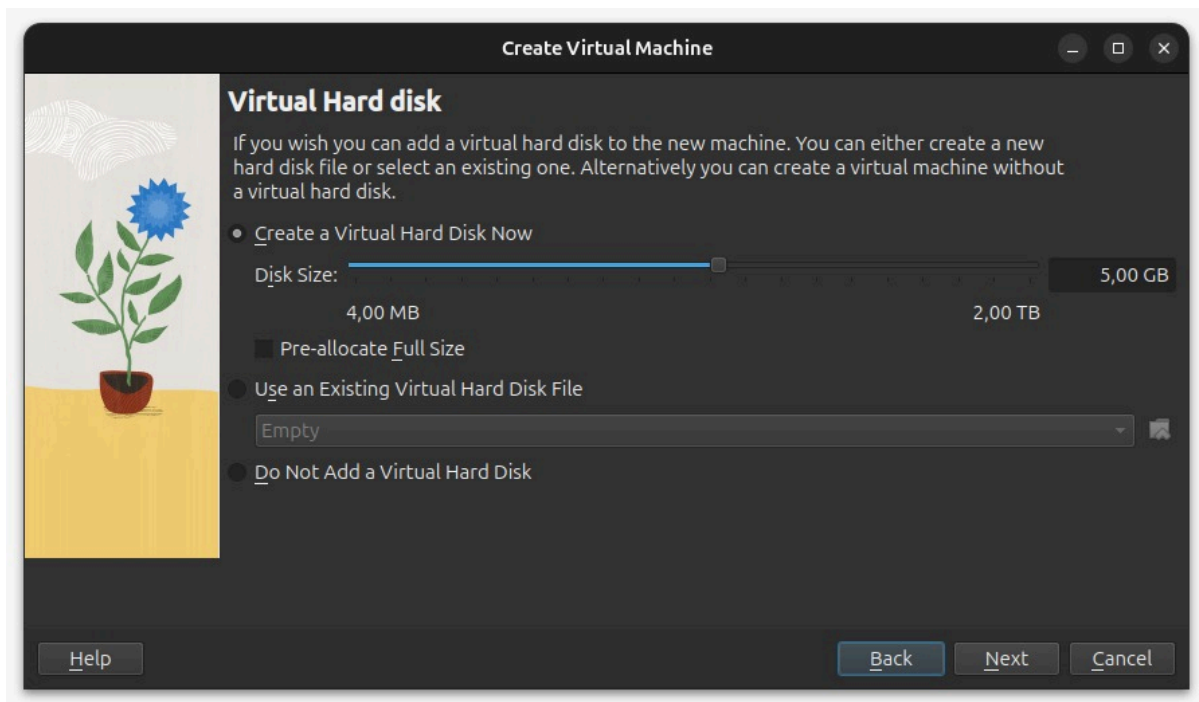 Create Virtual Machine
Virtual Hard disk
If you wish you can add a virtual hard disk to the new machine. You can either create a new
hard disk file or select an existing one. Alternatively you can create a virtual machine without
a virtual hard disk.
Create a Virtual Hard Disk Now
Disk Size: 5,00 GB
4,00 MB 2,00 TB
Pre-allocate Full Size
Use an Existing Virtual Hard Disk File
Empty
Do Not Add a Virtual Hard Disk
Help Back Next Cancel